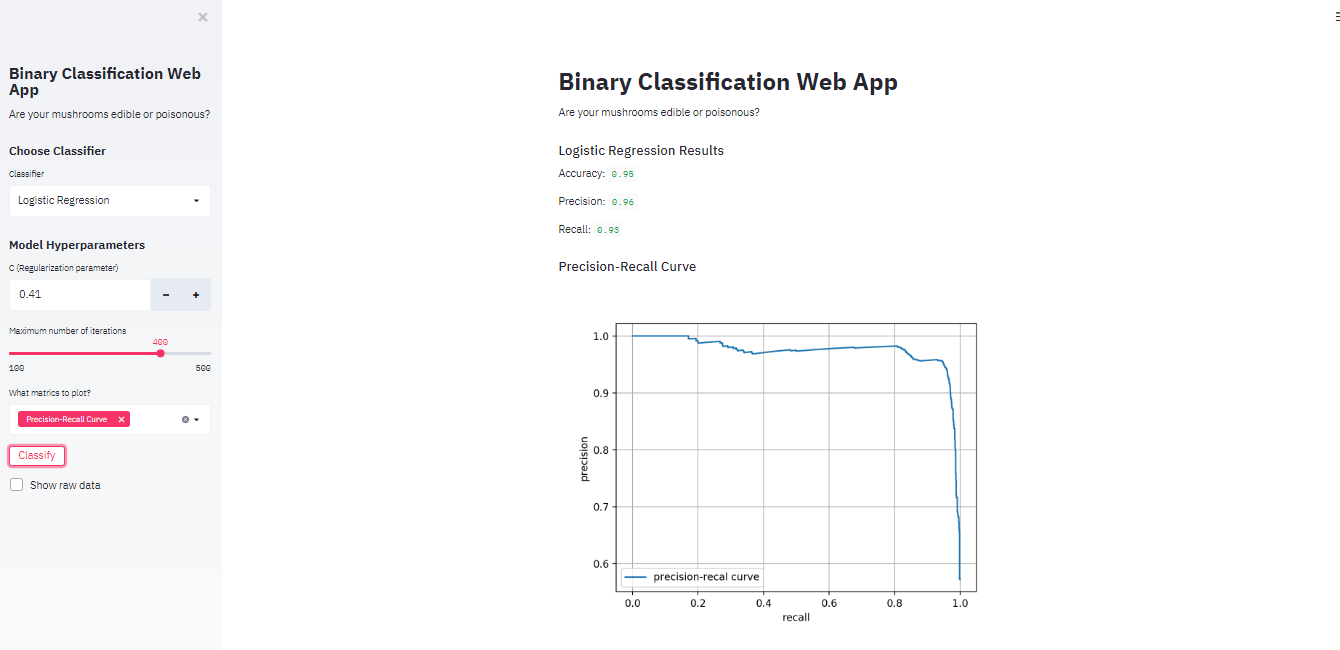 ×
Binary Classification Web
App
Are your mushrooms edible or poisonous?
Choose Classifier
Classifier
Logistic Regression
Model Hyperparameters
C (Regularization parameter)
0.41
− +
Maximum number of iterations
400
100 500
What matrics to plot?
Precision-Recall Curve ×
Classify
Show raw data
Binary Classification Web App
Are your mushrooms edible or poisonous?
Logistic Regression Results
Accuracy: 0.95
Precision: 0.96
Recall: 0.93
Precision-Recall Curve
1.0
0.9
0.8
0.7
0.6
precision
precision-recal curve
0.0 0.2 0.4 0.6 0.8 1.0
recall